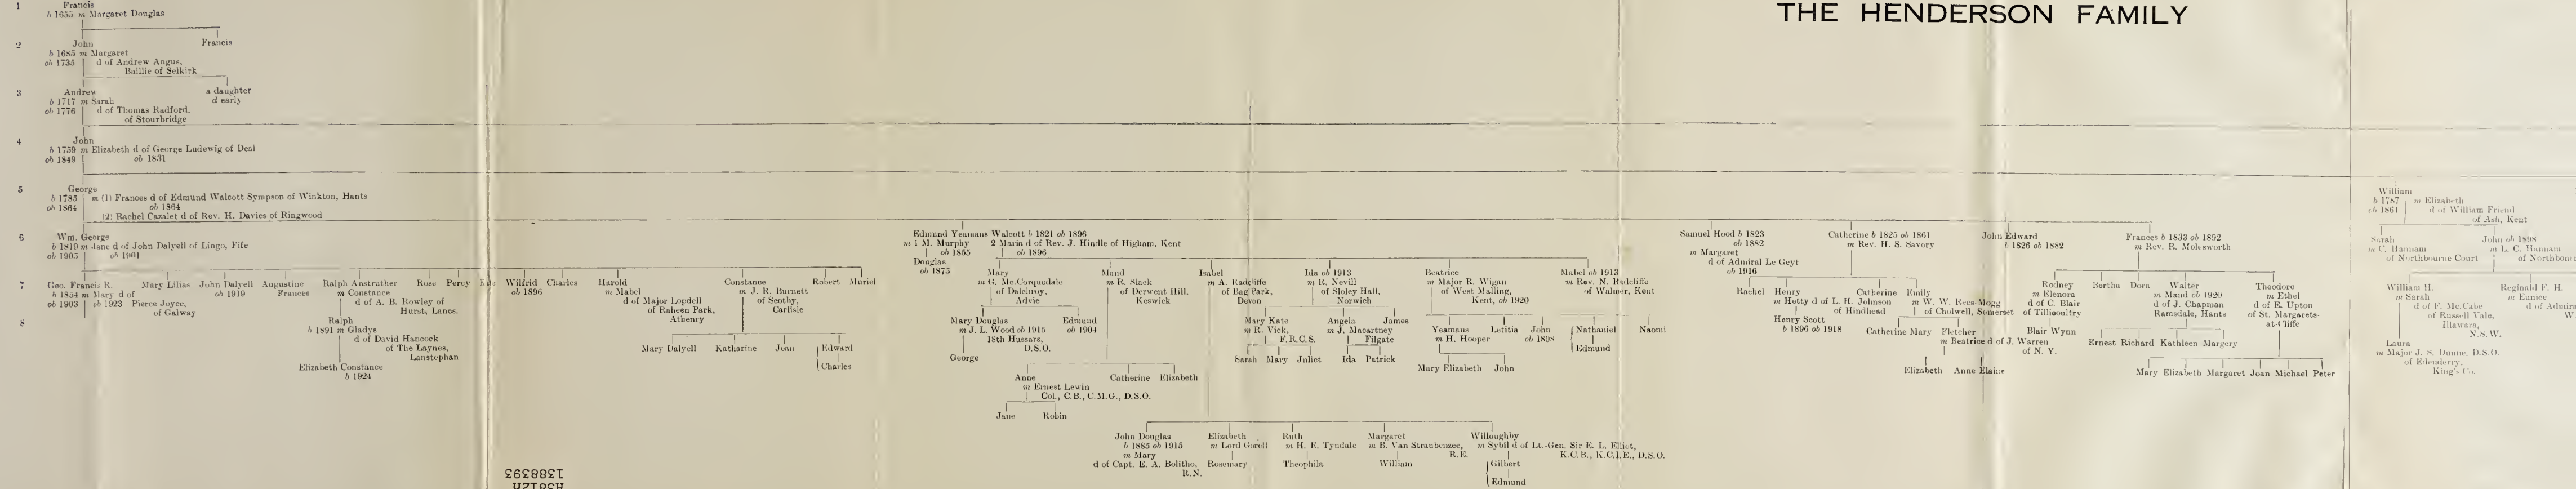 THE HENDERSON FAMILY
1
Francis
b 1655 m Margaret Douglas
2
John
Francis
b 1685 m Margaret
ob 1735 d of Andrew Angus,
Baillie of Selkirk
3
Andrew
a daughter
d early
b 1717 m Sarah
ob 1776 d of Thomas Radford,
of Stourbridge
4
John
b 1759 m Elizabeth d of George Ludewig of Deal
ob 1849 ob 1831
5
George
b 1785 m (1) Frances d of Edmund Walcott Sympson of Winkton, Hants
ob 1864 ob 1864
(2) Rachel Cazalet d of Rev. H. Davies of Ringwood
William
b 1787 m Elizabeth
ob 1861 d of William Friend
of Ash, Kent
6
Wm. George
b 1819 m Jane d of John Dalyell of Lingo, Fife
ob 1905 ob 1901
Edmund Yeamans Walcott b 1821 ob 1896
m 1 M. Murphy 2 Maria d of Rev. J. Hindle of Higham, Kent
ob 1855 ob 1896
Douglas
ob 1875
Samuel Hood b 1823
ob 1882
m Margaret
d of Admiral Le Geyt
ob 1916
Catherine b 1825 ob 1861
m Rev. H. S. Savory
John Edward
b 1826 ob 1882
Frances b 1833 ob 1892
m Rev. R. Molesworth
Sarah
m C. Hannam
of Northbourne Court
John ob 1898
m L. C. Hannam
of Northbou
7
Geo. Francis R.
b 1854 m Mary d of
ob 1903 ob 1923 Pierce Joyce,
of Galway
Mary Lilias
John Dalyell
ob 1919
Augustine
Frances
Ralph Anstruther
m Constance
d of A. B. Rowley of
Hurst, Lancs.
Rose
Percy
Wilfrid
ob 1896
Charles
Harold
m Mabel
d of Major Lopdell
of Raheen Park,
Athenry
Constance
m J. R. Burnett
of Scotby,
Carlisle
Robert
Muriel
Mary
m G. McCorquodale
of Dalchroy,
Advie
Maud
m R. Slack
of Derwent Hill,
Keswick
Isabel
m A. Radcliffe
of Bag Park,
Devon
Ida ob 1913
m R. Nevill
of Sloley Hall,
Norwich
Beatrice
m Major R. Wigan
of West Malling,
Kent, ob 1920
Mabel ob 1913
m Rev. N. Radcliffe
of Walmer, Kent
Rachel
Henry
m Hotty d of L. H. Johnson
of Hindhead
Catherine
Emily
m W. W. Rees-Mogg
of Cholwell, Somerset
Rodney
m Elenora
d of C. Blair
of Tillicoultry
Bertha
Dora
Walter
m Maud ob 1920
d of J. Chapman
Ramsdale, Hants
Theodore
m Ethel
d of E. Upton
of St. Margarets-
at-Cliffe
William H.
m Sarah
d of F. McCabe
of Russell Vale,
Illawara,
N.S.W.
Reginald F. H.
m Eunice
d of Admira
8
Ralph
b 1891 m Gladys
d of David Hancock
of The Laynes,
Lanstephan
Elizabeth Constance
b 1924
Mary Dalyell
Katharine
Jean
Edward
Charles
Mary Douglas
m J. L. Wood ob 1915
18th Hussars,
D.S.O.
George
Edmund
ob 1904
Anne
m Ernest Lewin
Col., C.B., C.M.G., D.S.O.
Jane
Robin
Catherine
Elizabeth
Mary Kate
m R. Vick,
F.R.C.S.
Sarah Mary Juliet
Angela
m J. Macartney
Filgate
Ida Patrick
James
Yeamans
m H. Hooper
Letitia
John
ob 1898
Mary Elizabeth
John
Nathaniel
Edmund
Naomi
Henry Scott
b 1896 ob 1918
Catherine Mary
Fletcher
m Beatrice d of J. Warren
of N. Y.
Elizabeth
Anne Elaine
Blair Wynn
Ernest Richard Kathleen Margery
Mary Elizabeth Margaret Joan Michael Peter
Laura
m Major J. S. Dunne, D.S.O.
of Edenderry,
King's Co.
John Douglas
b 1885 ob 1915
m Mary
d of Capt. E. A. Bolitho,
R.N.
Elizabeth
m Lord Gorell
Rosemary
Ruth
m H. E. Tyndale
Theophila
Margaret
m B. Van Straubenzee,
R.E.
William
Willoughby
m Sybil d of Lt.-Gen. Sir E. L. Elliot,
K.C.B., K.C.I.E., D.S.O.
Gilbert
Edmund
1388393